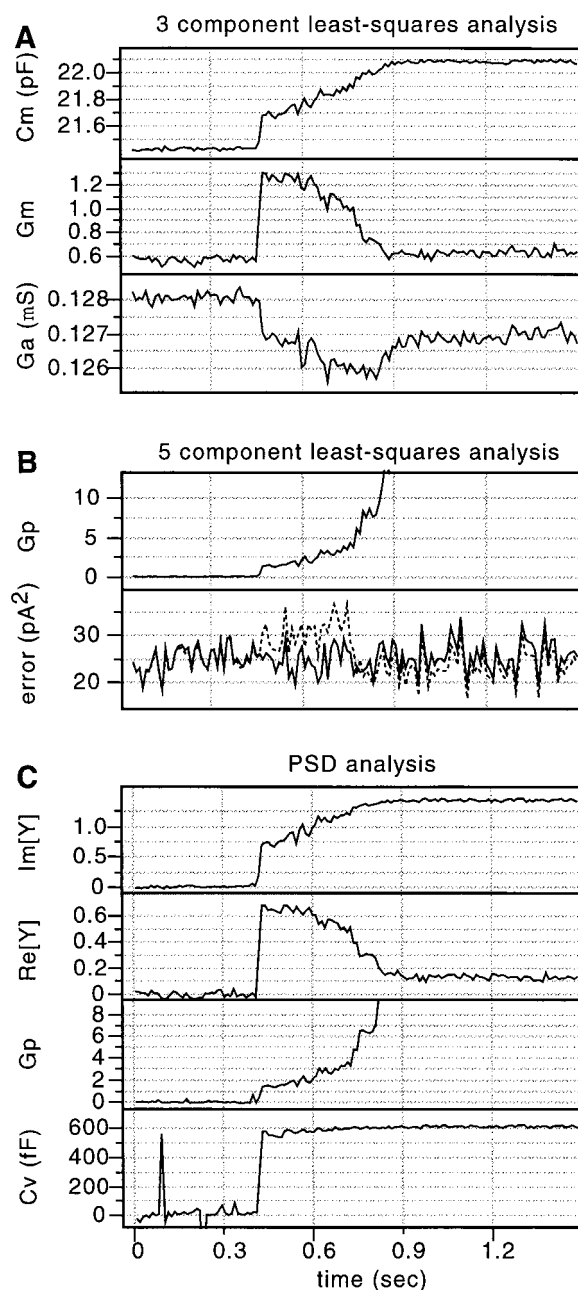 A
3 component least-squares analysis
Cm (pF)
22.0
21.8
21.6
Gm
1.2
1.0
0.8
0.6
Ga (mS)
0.128
0.127
0.126
B
5 component least-squares analysis
Gp
10
5
0
error (pA²)
30
20
C
PSD analysis
Im[Y]
1.0
0.5
0
Re[Y]
0.6
0.4
0.2
0
Gp
8
6
4
2
0
Cv (fF)
600
400
200
0
0
0.3
0.6
0.9
1.2
time (sec)